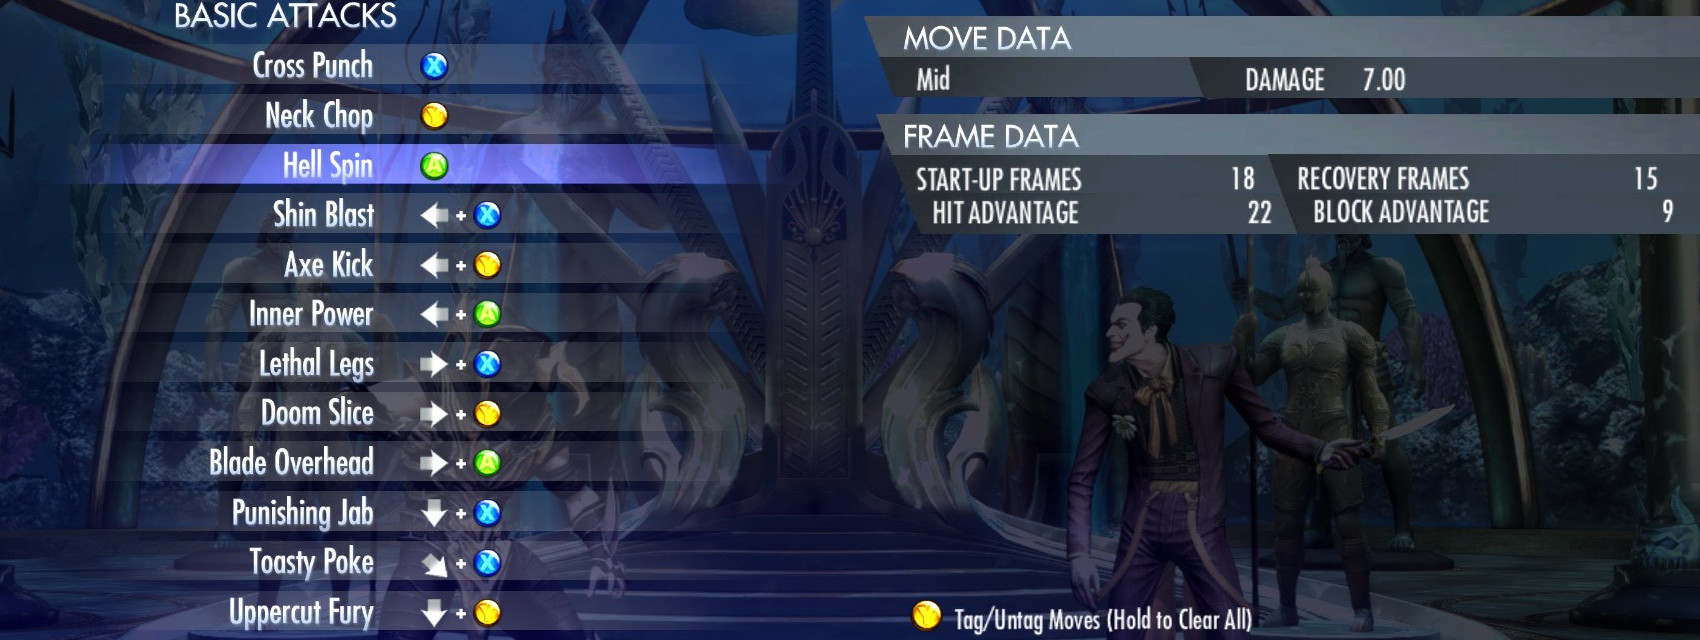 BASIC ATTACKS
Cross Punch X
Neck Chop Y
Hell Spin A
Shin Blast + X
Axe Kick + Y
Inner Power + A
Lethal Legs + X
Doom Slice + Y
Blade Overhead + A
Punishing Jab + X
Toasty Poke + X
Uppercut Fury + Y
MOVE DATA
Mid DAMAGE 7.00
FRAME DATA
START-UP FRAMES 18 RECOVERY FRAMES 15
HIT ADVANTAGE 22 BLOCK ADVANTAGE 9
Y Tag/Untag Moves (Hold to Clear All)